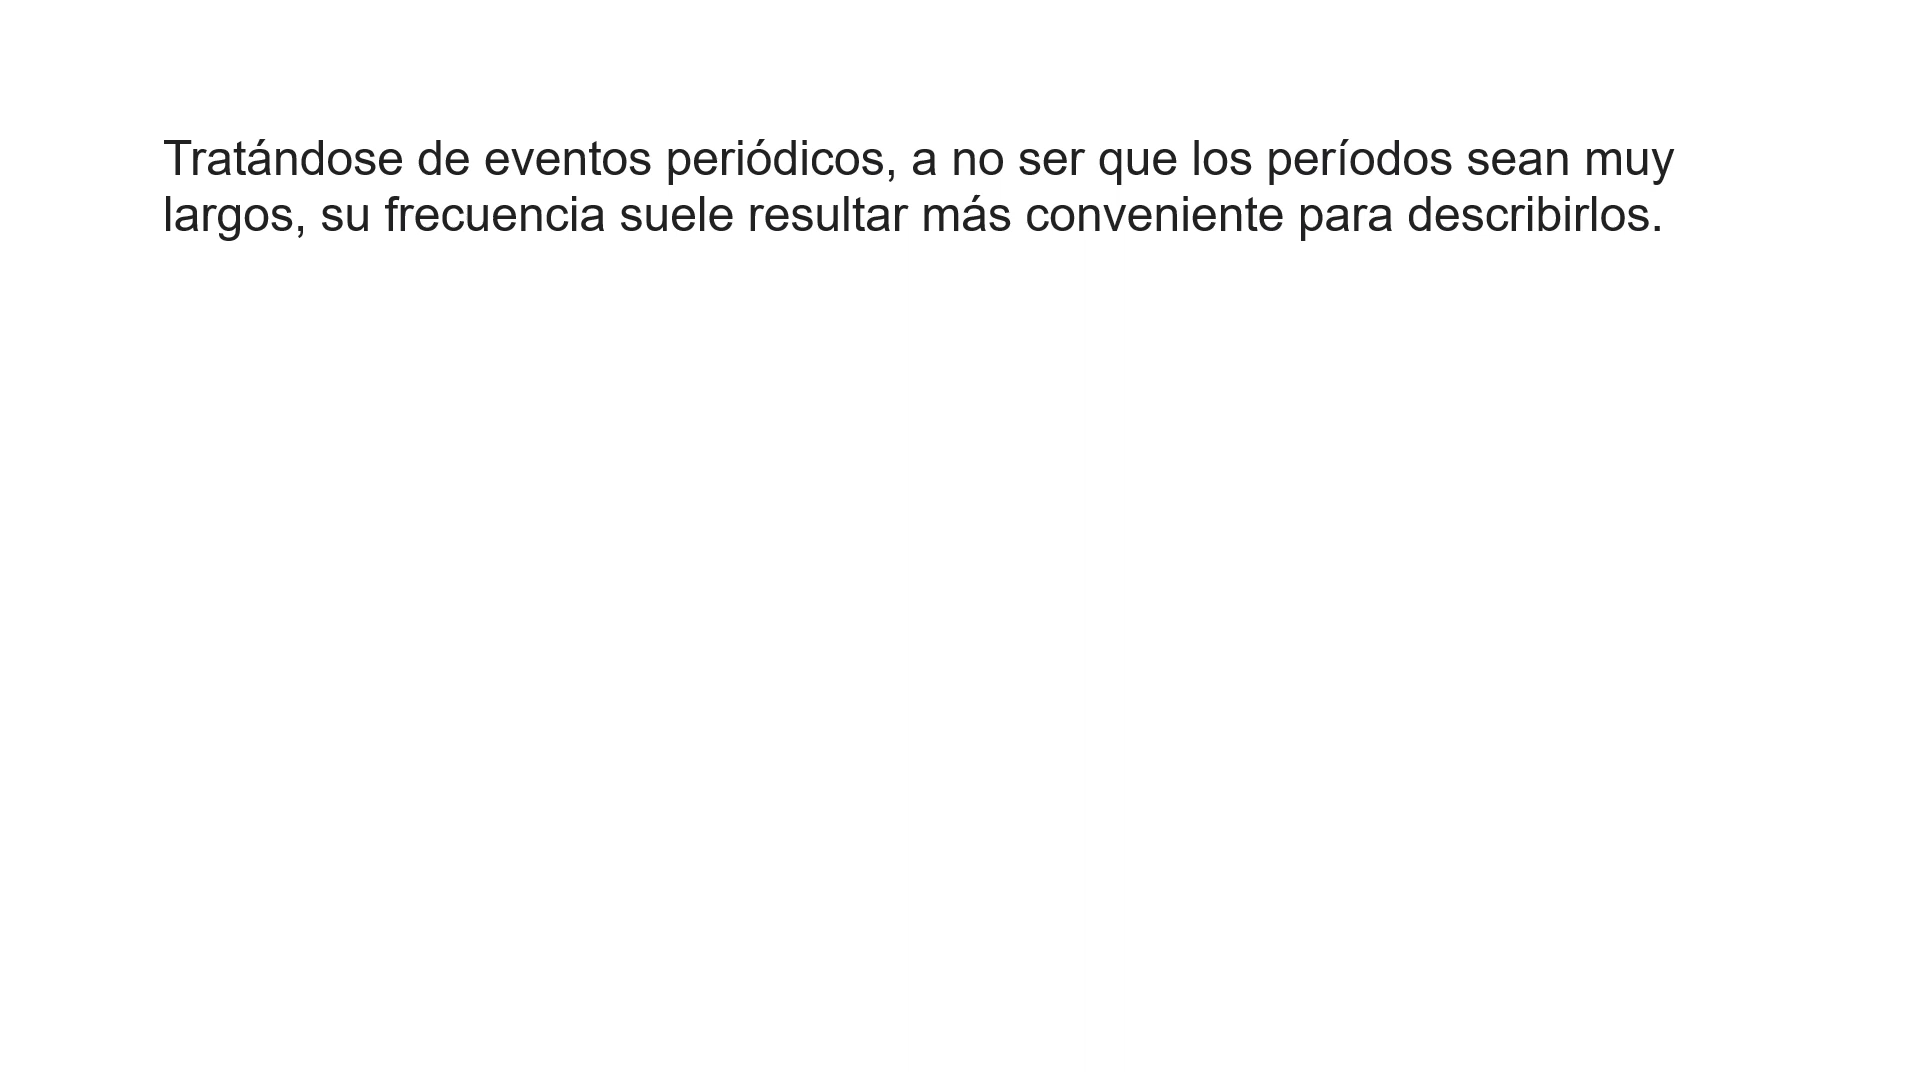 Tratándose de eventos periódicos, a no ser que los períodos sean muy
largos, su frecuencia suele resultar más conveniente para describirlos.